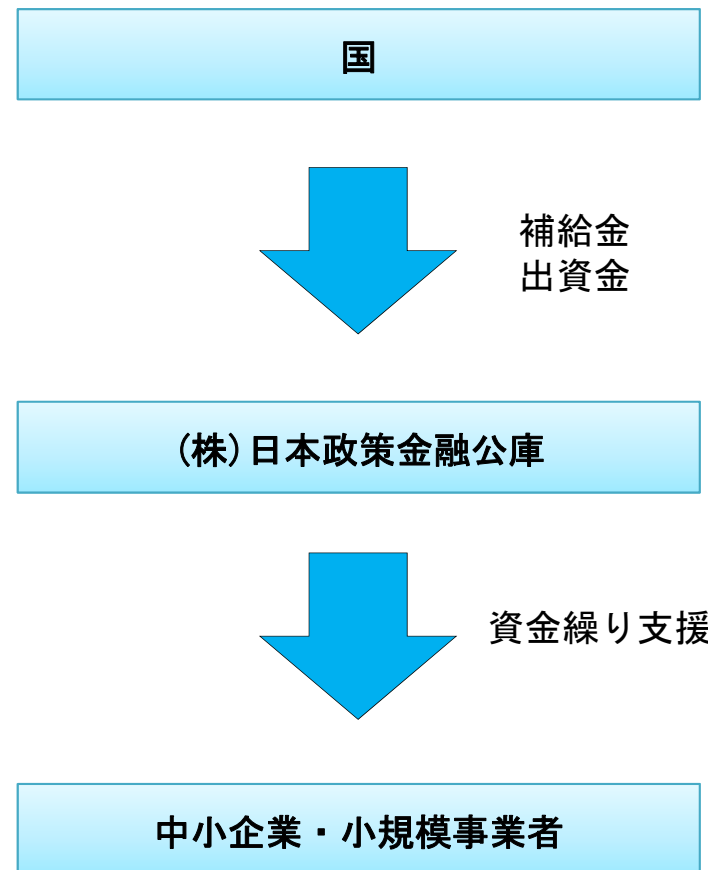 国
補給金
出資金
(株)日本政策金融公庫
資金繰り支援
中小企業・小規模事業者